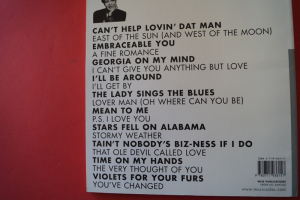 CAN'T HELP LOVIN' DAT MAN
EAST OF THE SUN (AND WEST OF THE MOON)
EMBRACEABLE YOU
A FINE ROMANCE
GEORGIA ON MY MIND
I CAN'T GIVE YOU ANYTHING BUT LOVE
I'LL BE AROUND
I'LL GET BY
THE LADY SINGS THE BLUES
LOVER MAN (OH WHERE CAN YOU BE)
MEAN TO ME
P.S. I LOVE YOU
STARS FELL ON ALABAMA
STORMY WEATHER
TAIN'T NOBODY'S BIZ-NESS IF I DO
THAT OLE DEVIL CALLED LOVE
TIME ON MY HANDS
THE VERY THOUGHT OF YOU
VIOLETS FOR YOUR FURS
YOU'VE CHANGED